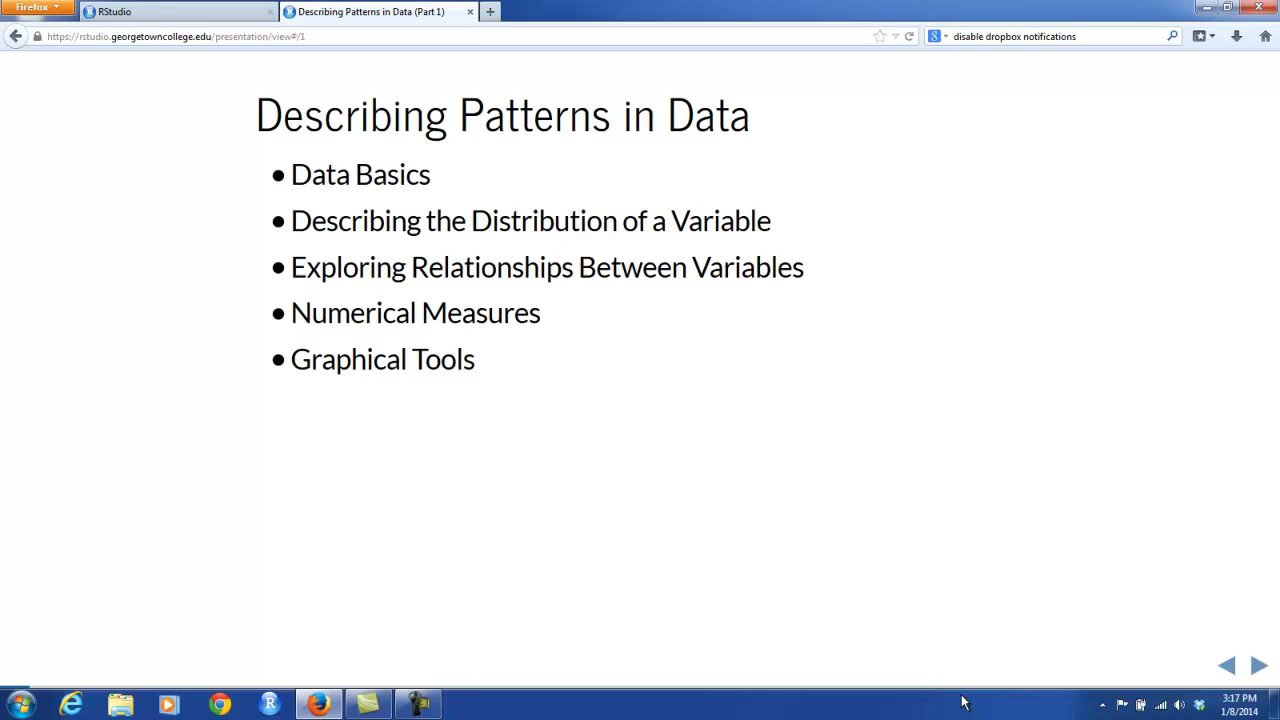 Firefox
RStudio
Describing Patterns in Data (Part 1)
https://rstudio.georgetowncollege.edu/presentation/view#/1
disable dropbox notifications
Describing Patterns in Data
• Data Basics
• Describing the Distribution of a Variable
• Exploring Relationships Between Variables
• Numerical Measures
• Graphical Tools
3:17 PM
1/8/2014